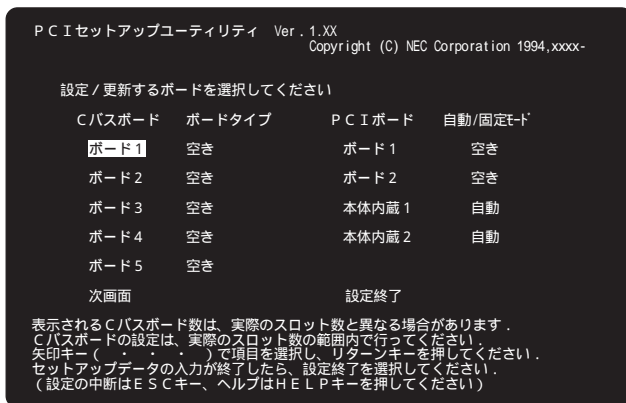 ＰＣＩセットアップユーティリティ Ver．1.XX
Copyright (C) NEC Corporation 1994,xxxx-
設定／更新するボードを選択してください
Ｃバスボード ボードタイプ ＰＣＩボード 自動/固定ﾓｰﾄﾞ
ボード１ 空き ボード１ 空き
ボード２ 空き ボード２ 空き
ボード３ 空き 本体内蔵１ 自動
ボード４ 空き 本体内蔵２ 自動
ボード５ 空き
次画面 設定終了
表示されるＣバスボード数は、実際のスロット数と異なる場合があります．
Ｃバスボードの設定は、実際のスロット数の範囲内で行ってください．
矢印キー（　・　・　・　）で項目を選択し、リターンキーを押してください．
セットアップデータの入力が終了したら、設定終了を選択してください．
（設定の中断はＥＳＣキー、ヘルプはＨＥＬＰキーを押してください）